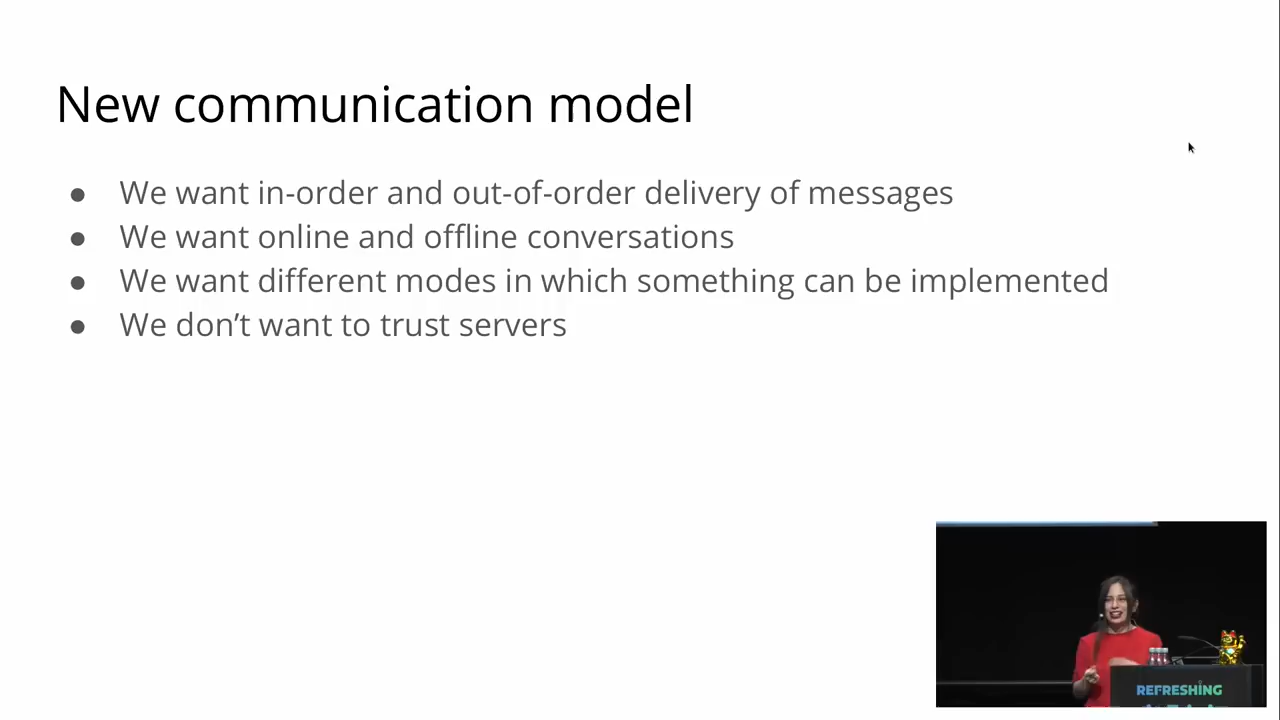 New communication model
● We want in-order and out-of-order delivery of messages
● We want online and offline conversations
● We want different modes in which something can be implemented
● We don’t want to trust servers
REFRESHING